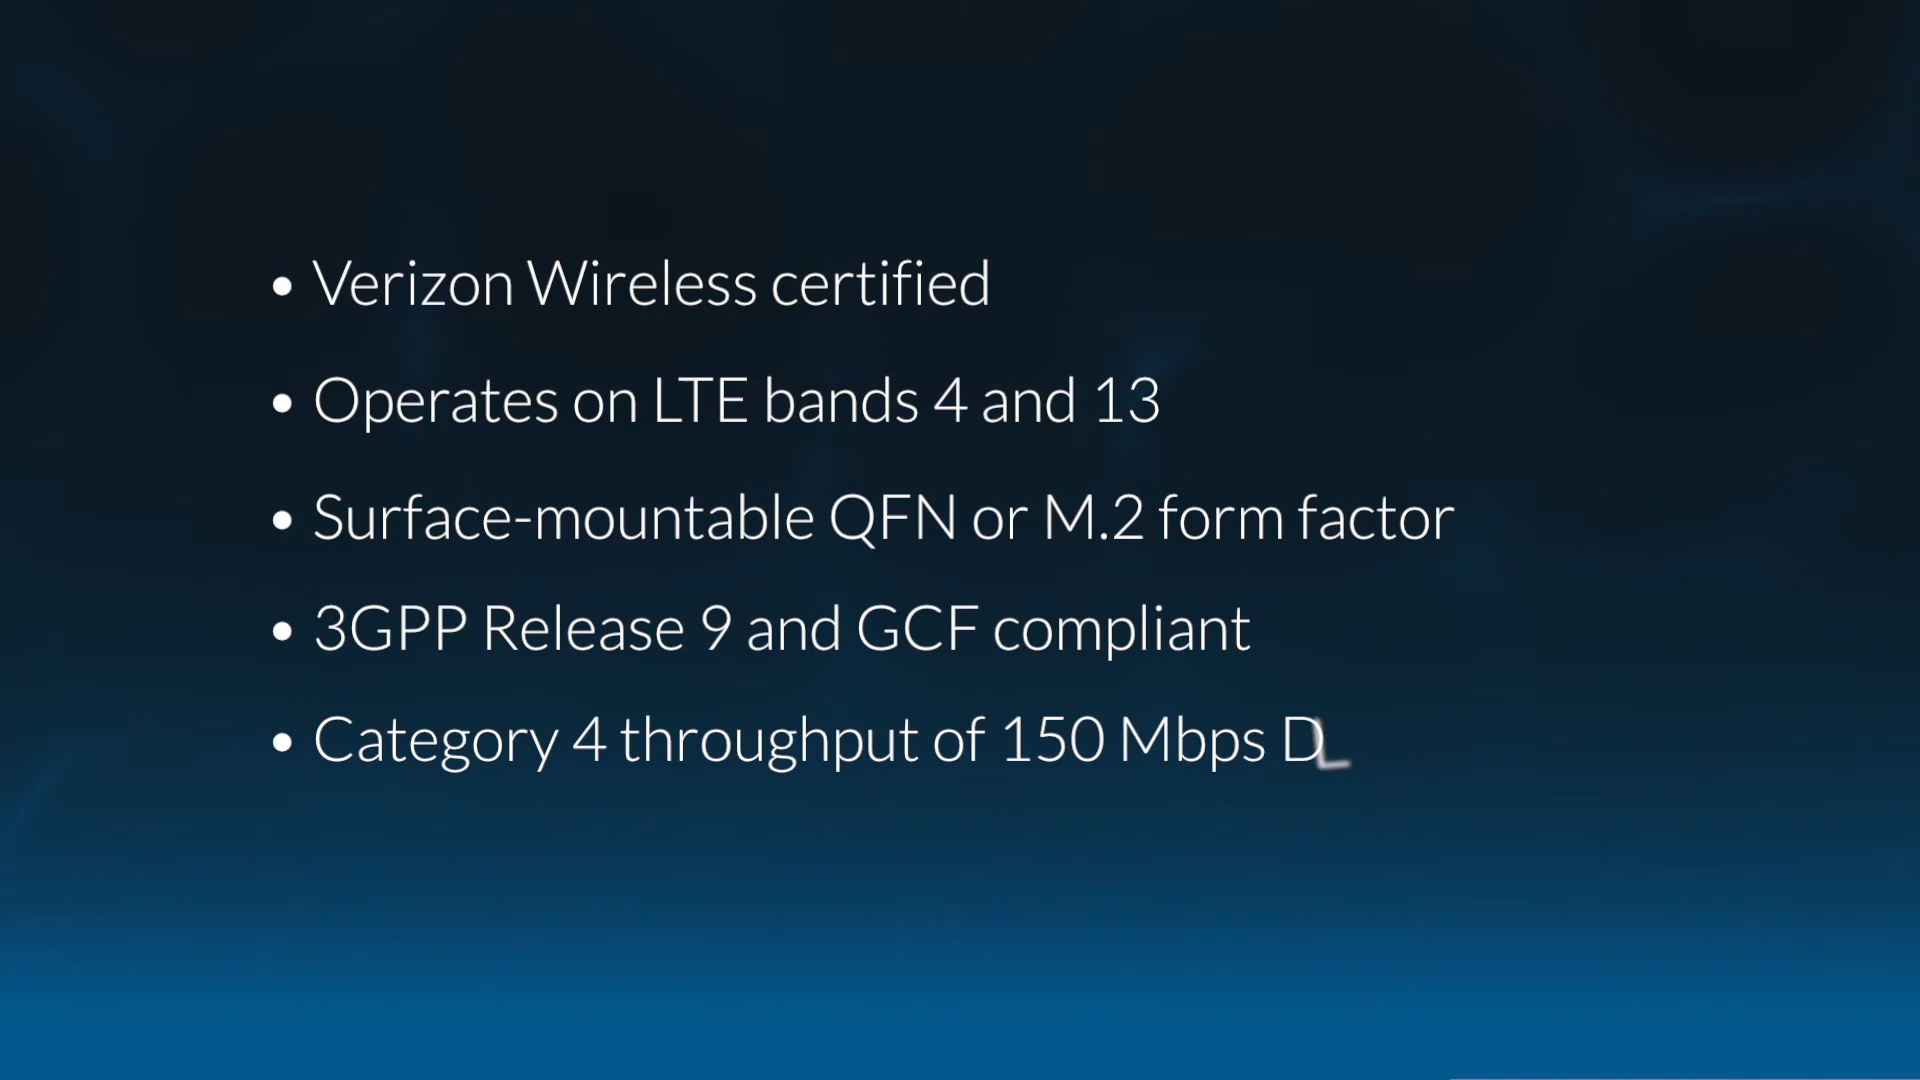 • Verizon Wireless certified
• Operates on LTE bands 4 and 13
• Surface-mountable QFN or M.2 form factor
• 3GPP Release 9 and GCF compliant
• Category 4 throughput of 150 Mbps DL